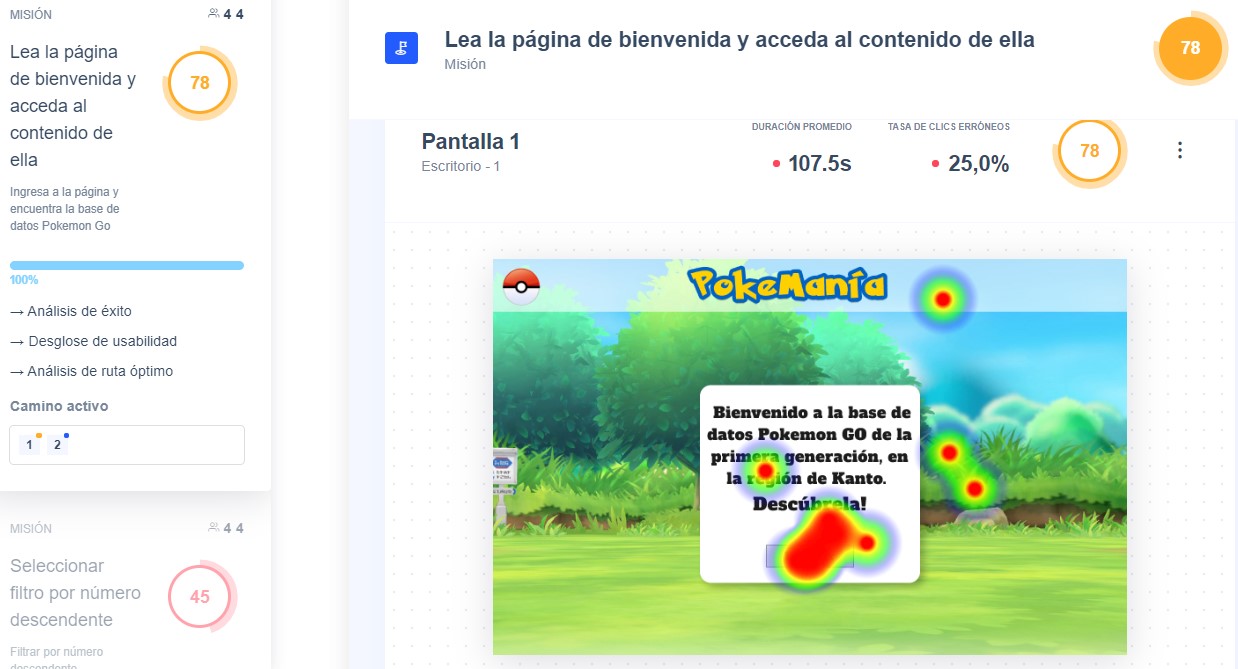 MISIÓN
4 4
Lea la página
de bienvenida y
acceda al
contenido de
ella
78
Ingresa a la página y
encuentra la base de
datos Pokemon Go
100%
→ Análisis de éxito
→ Desglose de usabilidad
→ Análisis de ruta óptimo
Camino activo
1 2
MISIÓN
4 4
Seleccionar
filtro por número
descendente
45
Filtrar por número
descendente
Lea la página de bienvenida y acceda al contenido de ella
Misión
78
Pantalla 1
Escritorio - 1
DURACIÓN PROMEDIO
107.5s
TASA DE CLICS ERRÓNEOS
25,0%
78
PokeManía
Bienvenido a la base de
datos Pokemon GO de la
primera generación, en
la región de Kanto.
Descúbrela!